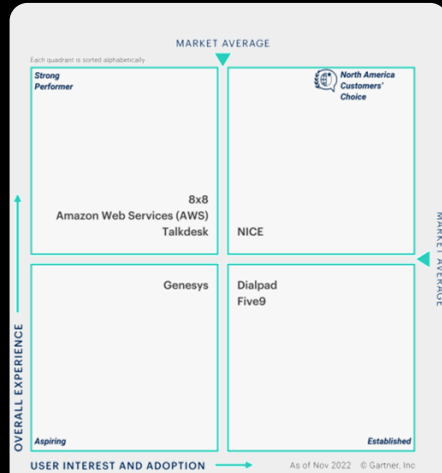 MARKET AVERAGE
Each quadrant is sorted alphabetically
Strong
Performer
North America
Customers'
Choice
8x8
Amazon Web Services (AWS)
Talkdesk
NICE
MARKET AVERAGE
Genesys
Dialpad
Five9
OVERALL EXPERIENCE
Aspiring
Established
USER INTEREST AND ADOPTION
As of Nov 2022 © Gartner, Inc